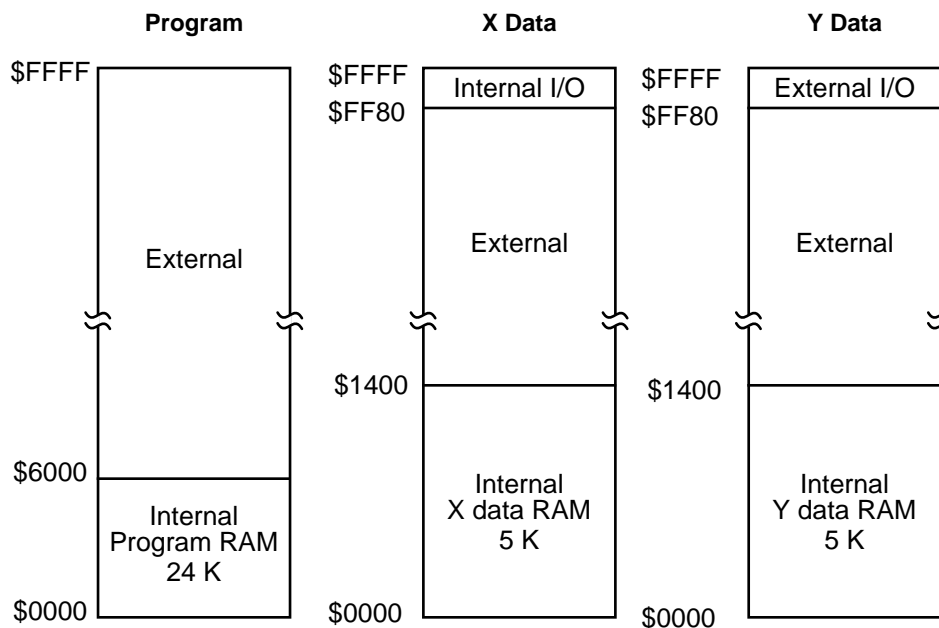 Program
$FFFF
External
$6000
Internal
Program RAM
24 K
$0000
X Data
$FFFF
Internal I/O
$FF80
External
$1400
Internal
X data RAM
5 K
$0000
Y Data
$FFFF
External I/O
$FF80
External
$1400
Internal
Y data RAM
5 K
$0000